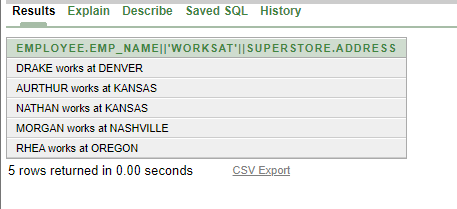 Results Explain Describe Saved SQL History
EMPLOYEE.EMP_NAME||'WORKSAT'||SUPERSTORE.ADDRESS
DRAKE works at DENVER
AURTHUR works at KANSAS
NATHAN works at KANSAS
MORGAN works at NASHVILLE
RHEA works at OREGON
5 rows returned in 0.00 seconds CSV Export